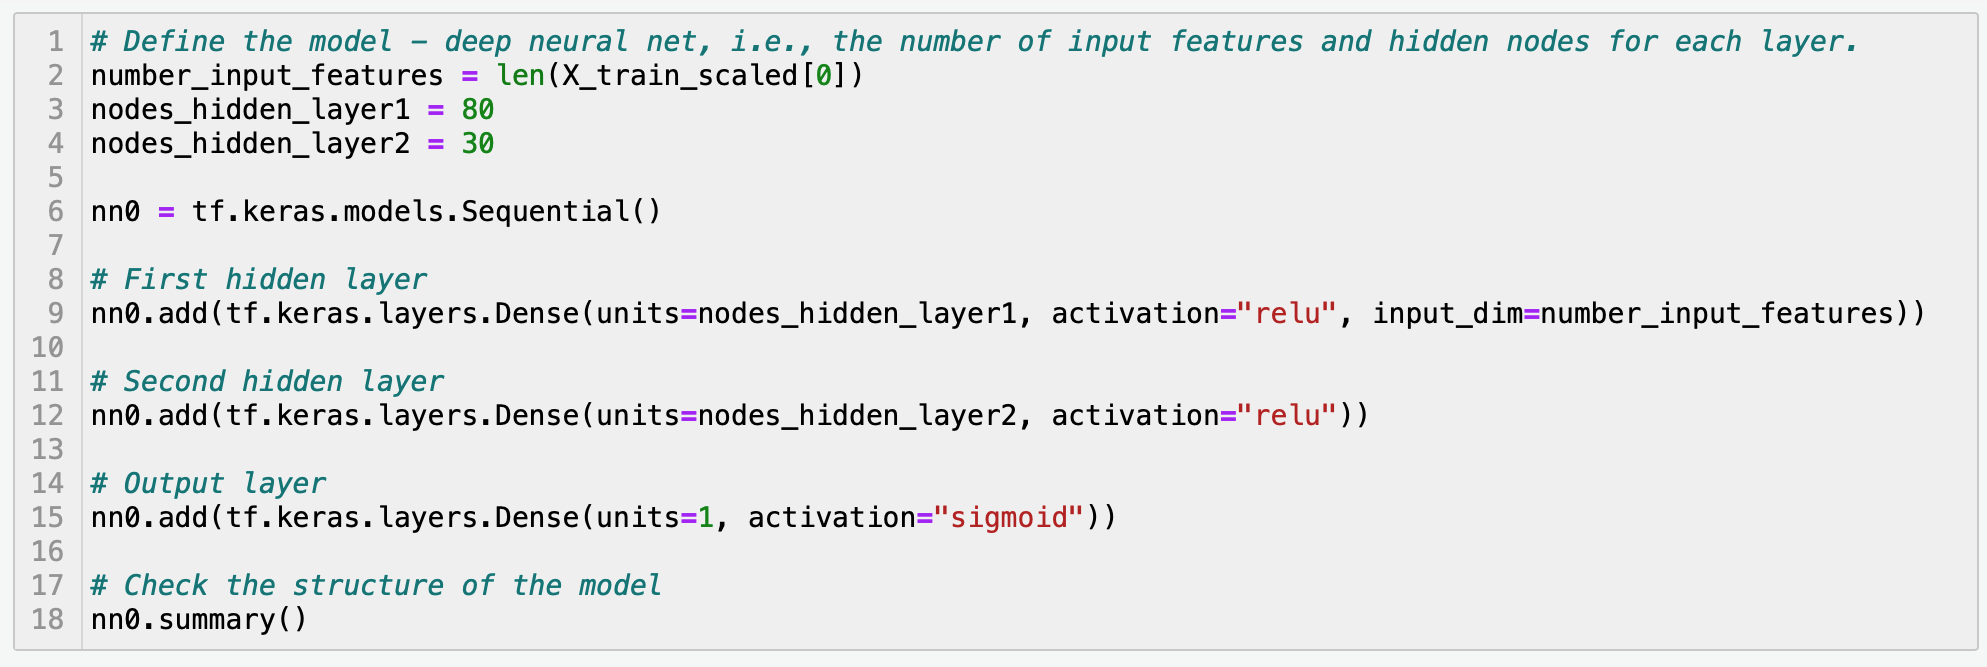 1 # Define the model – deep neural net, i.e., the number of input features and hidden nodes for each layer.
2 number_input_features = len(X_train_scaled[0])
3 nodes_hidden_layer1 = 80
4 nodes_hidden_layer2 = 30
5
6 nn0 = tf.keras.models.Sequential()
7
8 # First hidden layer
9 nn0.add(tf.keras.layers.Dense(units=nodes_hidden_layer1, activation="relu", input_dim=number_input_features))
10
11 # Second hidden layer
12 nn0.add(tf.keras.layers.Dense(units=nodes_hidden_layer2, activation="relu"))
13
14 # Output layer
15 nn0.add(tf.keras.layers.Dense(units=1, activation="sigmoid"))
16
17 # Check the structure of the model
18 nn0.summary()